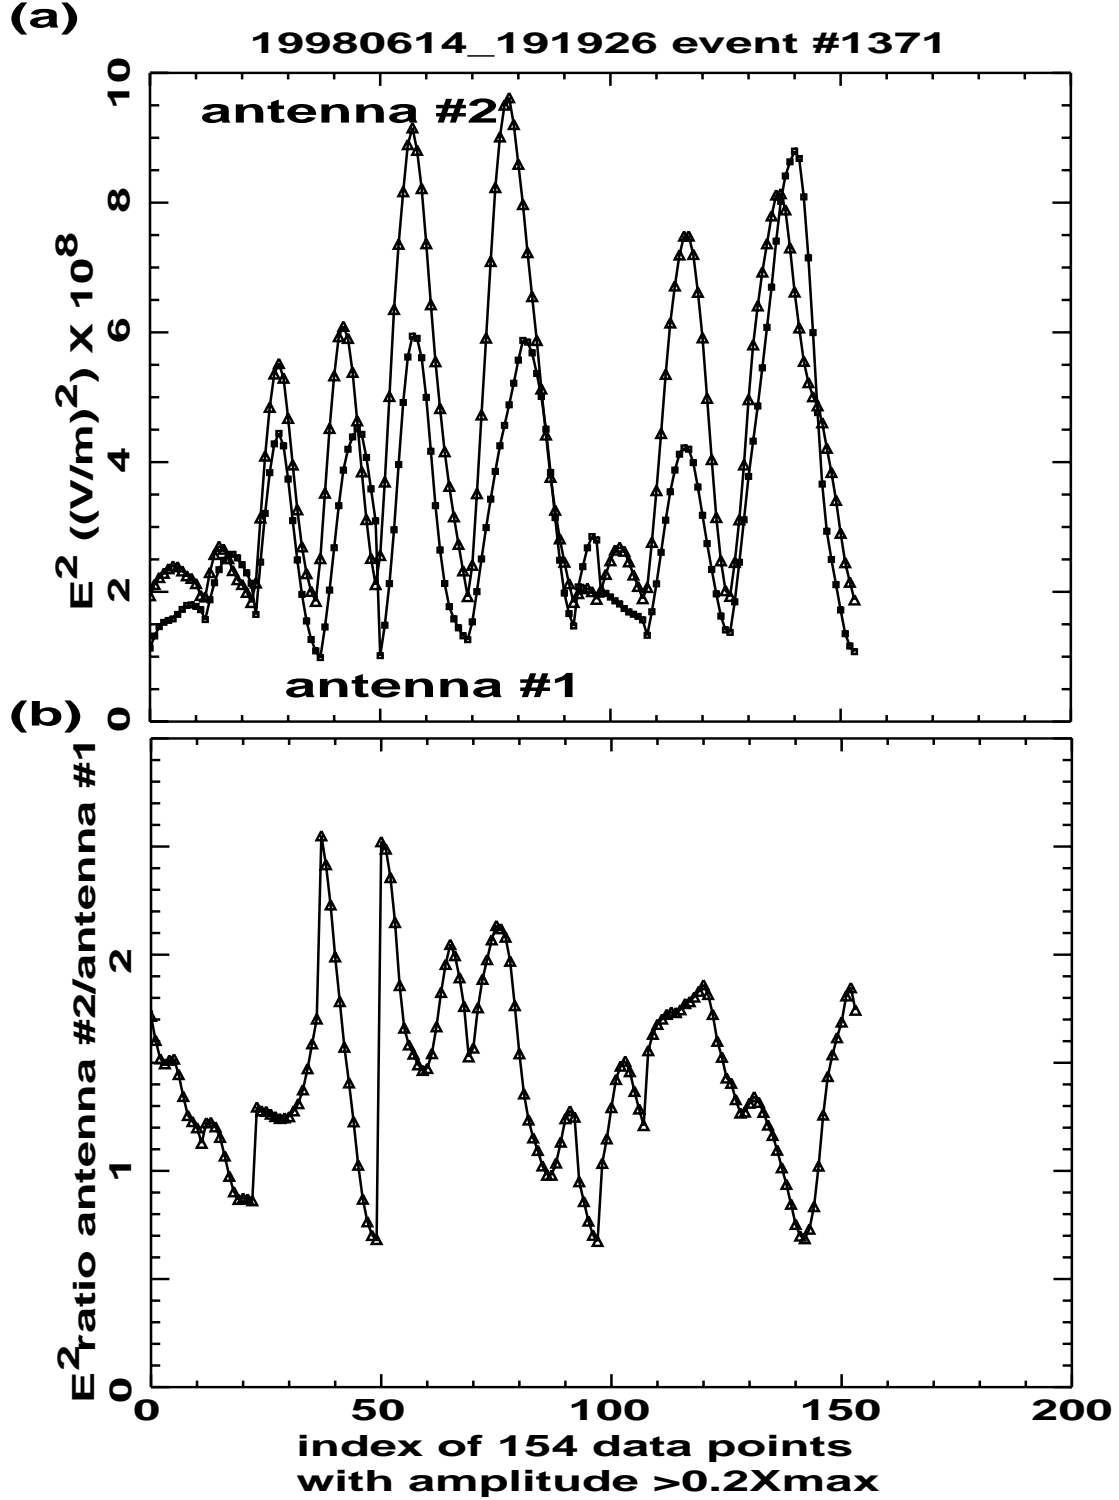 (a)
19980614_191926 event #1371
antenna #2
antenna #1
E² ((V/m)²) X 10⁸
10
8
6
4
2
0
(b)
E² ratio antenna #2/antenna #1
2
1
0
0 50 100 150 200
index of 154 data points
with amplitude >0.2Xmax